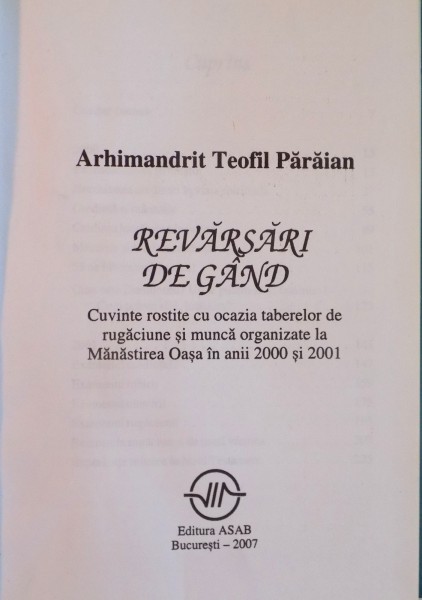 Arhimandrit Teofil Părăian
REVĂRSĂRI
DE GÂND
Cuvinte rostite cu ocazia taberelor de
rugăciune și muncă organizate la
Mănăstirea Oașa în anii 2000 și 2001
Editura ASAB
București – 2007